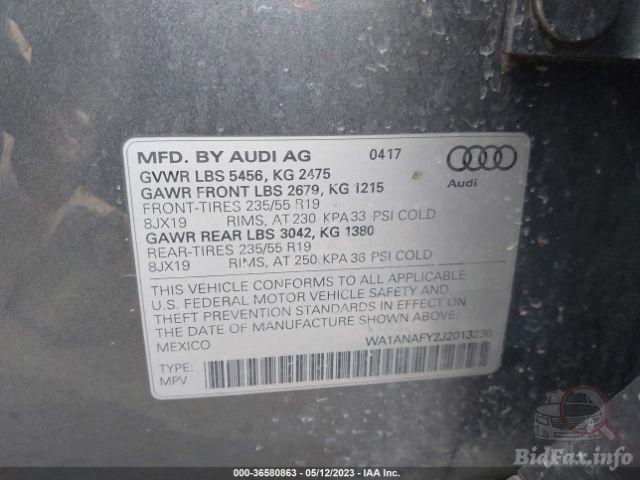 MFD. BY AUDI AG 0417
GVWR LBS 5456, KG 2475
GAWR FRONT LBS 2679, KG 1215
Audi
FRONT-TIRES 235/55 R19
8JX19 RIMS, AT 230 KPA 33 PSI COLD
GAWR REAR LBS 3042, KG 1380
REAR-TIRES 235/55 R19
8JX19 RIMS, AT 250 KPA 36 PSI COLD
THIS VEHICLE CONFORMS TO ALL APPLICABLE
U.S. FEDERAL MOTOR VEHICLE SAFETY AND
THEFT PREVENTION STANDARDS IN EFFECT ON
THE DATE OF MANUFACTURE SHOWN ABOVE.
MEXICO WA1ANAFY2J2013230
TYPE:
MPV
BidFax.info
000-36580863 - 05/12/2023 - IAA Inc.